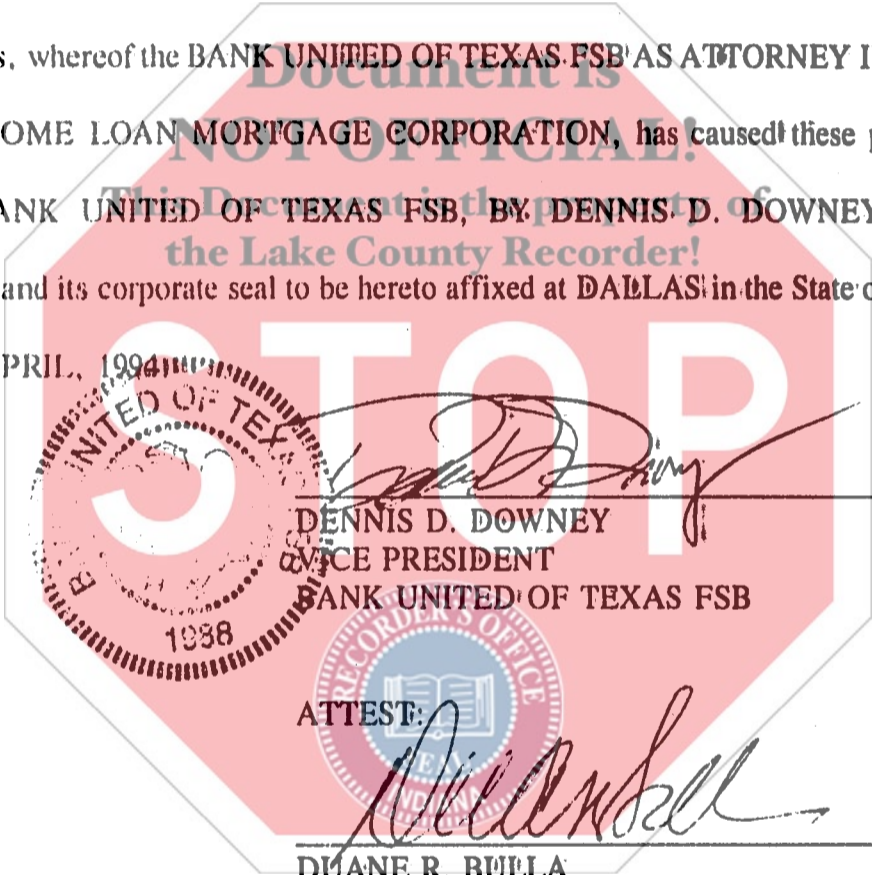 s, whereof the BANK UNITED OF TEXAS FSB AS ATTORNEY I
Document is
OME LOAN MORTGAGE CORPORATION, has caused these p
NOT OFFICIAL!
ANK UNITED OF TEXAS FSB, BY DENNIS D. DOWNEY
This Document is the property of
the Lake County Recorder!
and its corporate seal to be hereto affixed at DALLAS in the State o
PRIL, 1994
STOP
UNITED OF TEXAS
1988
DENNIS D. DOWNEY
VICE PRESIDENT
BANK UNITED OF TEXAS FSB
RECORDER'S OFFICE
SEAL
INDIANA
ATTEST:
DUANE R. BULLA